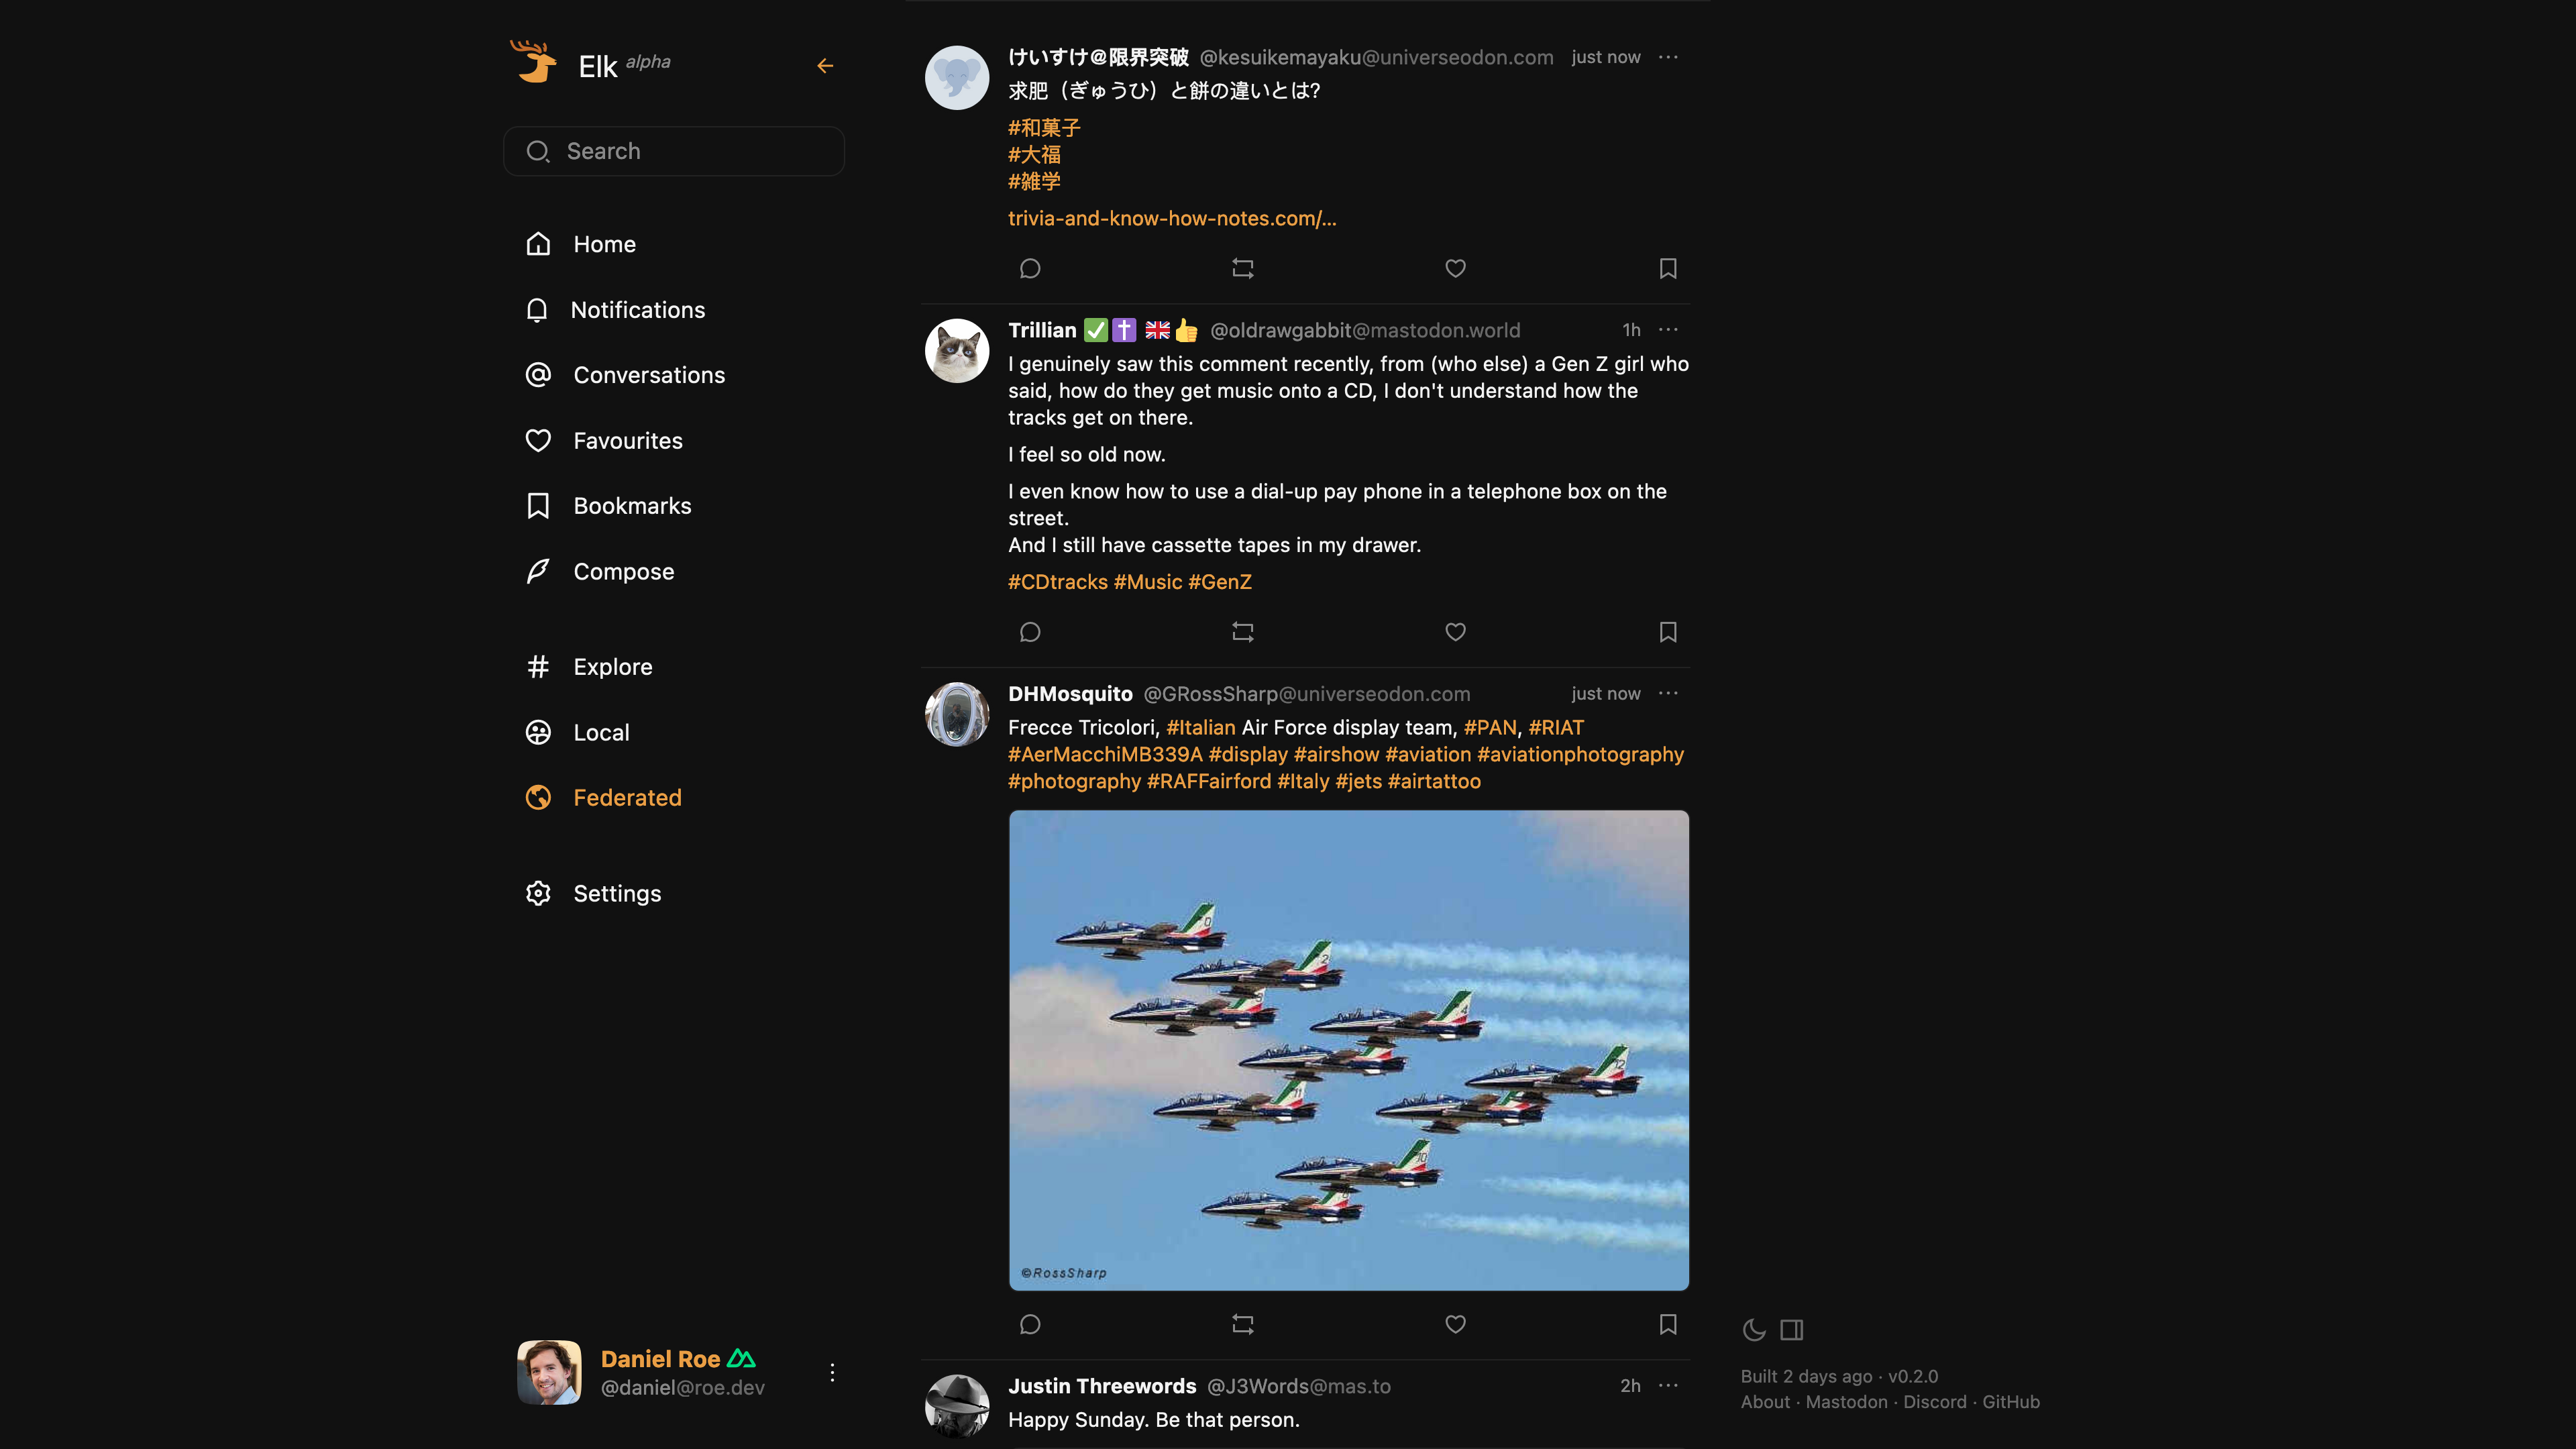 Elk alpha
Search
Home
Notifications
Conversations
Favourites
Bookmarks
Compose
Explore
Local
Federated
Settings
Daniel Roe
@daniel@roe.dev
けいすけ@限界突破 @kesuikemayaku@universeodon.com just now
求肥（ぎゅうひ）と餅の違いとは?
#和菓子
#大福
#雑学
trivia-and-know-how-notes.com/...
Trillian @oldrawgabbit@mastodon.world 1h
I genuinely saw this comment recently, from (who else) a Gen Z girl who
said, how do they get music onto a CD, I don't understand how the
tracks get on there.
I feel so old now.
I even know how to use a dial-up pay phone in a telephone box on the
street.
And I still have cassette tapes in my drawer.
#CDtracks #Music #GenZ
DHMosquito @GRossSharp@universeodon.com just now
Frecce Tricolori, #Italian Air Force display team, #PAN, #RIAT
#AerMacchiMB339A #display #airshow #aviation #aviationphotography
#photography #RAFFairford #Italy #jets #airtattoo
0
2
4
12
11
10
©RossSharp
Justin Threewords @J3Words@mas.to 2h
Happy Sunday. Be that person.
Built 2 days ago · v0.2.0
About · Mastodon · Discord · GitHub